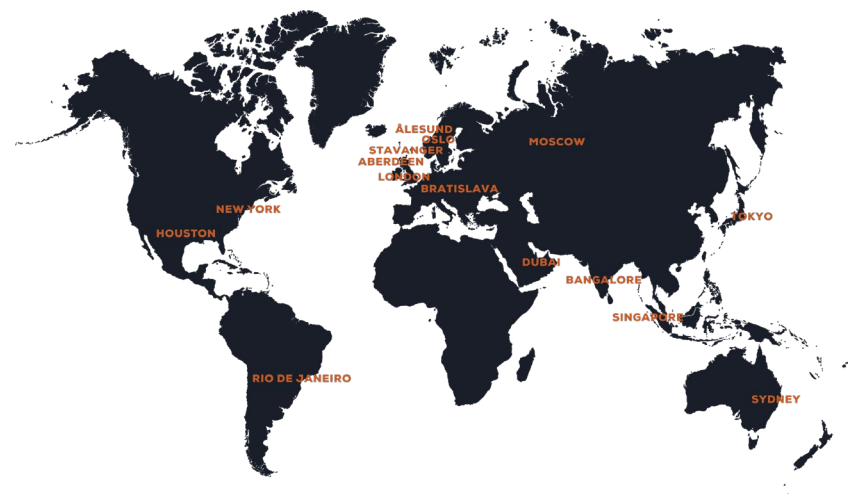 ÅLESUND
OSLO
MOSCOW
STAVANGER
ABERDEEN
LONDON
BRATISLAVA
NEW YORK
TOKYO
HOUSTON
DUBAI
BANGALORE
SINGAPORE
RIO DE JANEIRO
SYDNEY